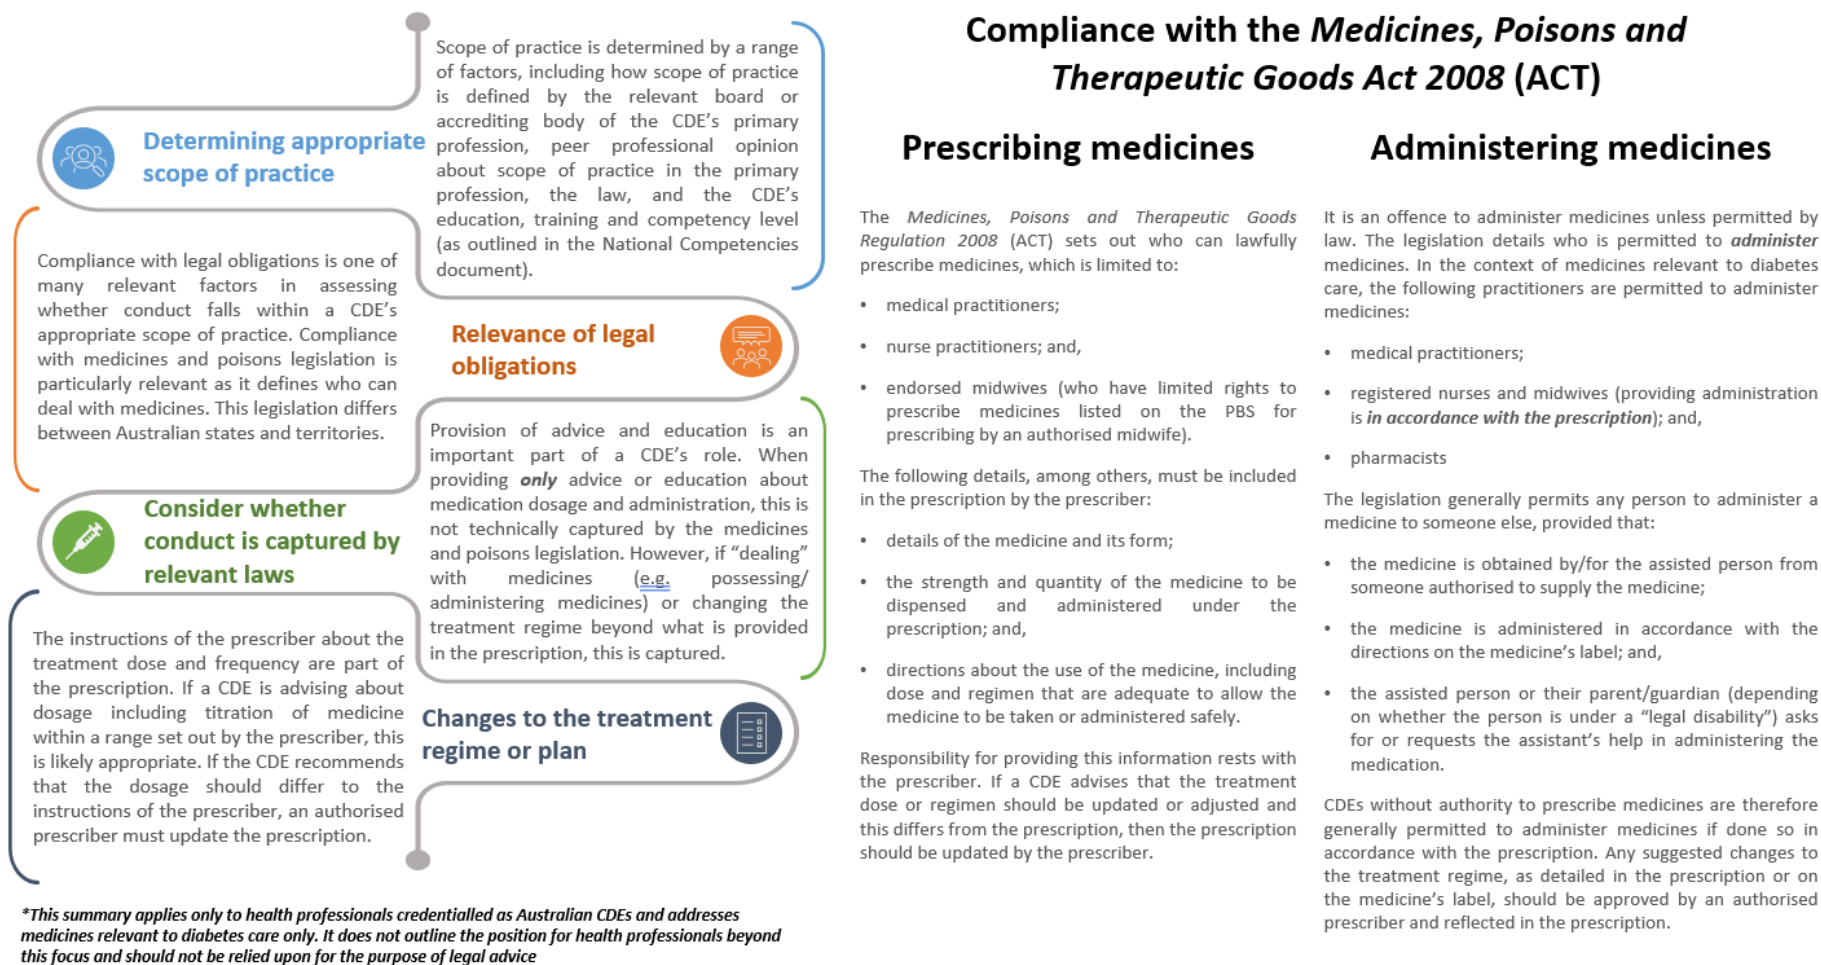 Scope of practice is determined by a range
of factors, including how scope of practice
is defined by the relevant board or
accrediting body of the CDE's primary
profession, peer professional opinion
about scope of practice in the primary
profession, the law, and the CDE's
education, training and competency level
(as outlined in the National Competencies
document).
Determining appropriate
scope of practice
Compliance with legal obligations is one of
many relevant factors in assessing
whether conduct falls within a CDE's
appropriate scope of practice. Compliance
with medicines and poisons legislation is
particularly relevant as it defines who can
deal with medicines. This legislation differs
between Australian states and territories.
Relevance of legal
obligations
Provision of advice and education is an
important part of a CDE's role. When
providing only advice or education about
medication dosage and administration, this is
not technically captured by the medicines
and poisons legislation. However, if "dealing"
with medicines (e.g. possessing/
administering medicines) or changing the
treatment regime beyond what is provided
in the prescription, this is captured.
Consider whether
conduct is captured by
relevant laws
The instructions of the prescriber about the
treatment dose and frequency are part of
the prescription. If a CDE is advising about
dosage including titration of medicine
within a range set out by the prescriber, this
is likely appropriate. If the CDE recommends
that the dosage should differ to the
instructions of the prescriber, an authorised
prescriber must update the prescription.
Changes to the treatment
regime or plan
*This summary applies only to health professionals credentialled as Australian CDEs and addresses
medicines relevant to diabetes care only. It does not outline the position for health professionals beyond
this focus and should not be relied upon for the purpose of legal advice
Compliance with the Medicines, Poisons and
Therapeutic Goods Act 2008 (ACT)
Prescribing medicines
The Medicines, Poisons and Therapeutic Goods
Regulation 2008 (ACT) sets out who can lawfully
prescribe medicines, which is limited to:
• medical practitioners;
• nurse practitioners; and,
• endorsed midwives (who have limited rights to
prescribe medicines listed on the PBS for
prescribing by an authorised midwife).
The following details, among others, must be included
in the prescription by the prescriber:
• details of the medicine and its form;
• the strength and quantity of the medicine to be
dispensed and administered under the
prescription; and,
• directions about the use of the medicine, including
dose and regimen that are adequate to allow the
medicine to be taken or administered safely.
Responsibility for providing this information rests with
the prescriber. If a CDE advises that the treatment
dose or regimen should be updated or adjusted and
this differs from the prescription, then the prescription
should be updated by the prescriber.
Administering medicines
It is an offence to administer medicines unless permitted by
law. The legislation details who is permitted to administer
medicines. In the context of medicines relevant to diabetes
care, the following practitioners are permitted to administer
medicines:
• medical practitioners;
• registered nurses and midwives (providing administration
is in accordance with the prescription); and,
• pharmacists
The legislation generally permits any person to administer a
medicine to someone else, provided that:
• the medicine is obtained by/for the assisted person from
someone authorised to supply the medicine;
• the medicine is administered in accordance with the
directions on the medicine's label; and,
• the assisted person or their parent/guardian (depending
on whether the person is under a "legal disability") asks
for or requests the assistant's help in administering the
medication.
CDEs without authority to prescribe medicines are therefore
generally permitted to administer medicines if done so in
accordance with the prescription. Any suggested changes to
the treatment regime, as detailed in the prescription or on
the medicine's label, should be approved by an authorised
prescriber and reflected in the prescription.